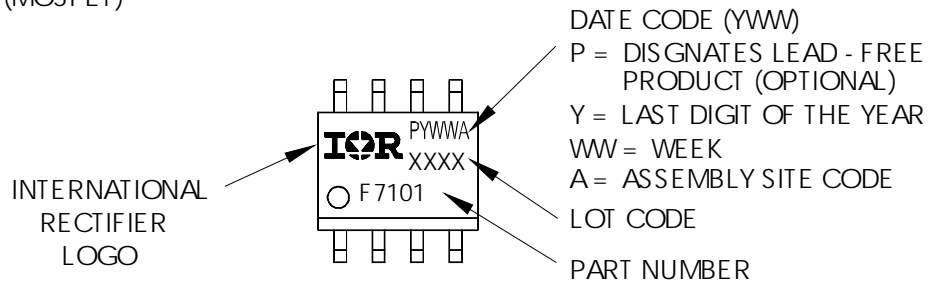 (MOSFET)
DATE CODE (YWW)
P = DISGNATES LEAD - FREE
PRODUCT (OPTIONAL)
Y = LAST DIGIT OF THE YEAR
WW = WEEK
A = ASSEMBLY SITE CODE
LOT CODE
PART NUMBER
INTERNATIONAL
RECTIFIER
LOGO
IOR
PYWWA
XXXX
F7101